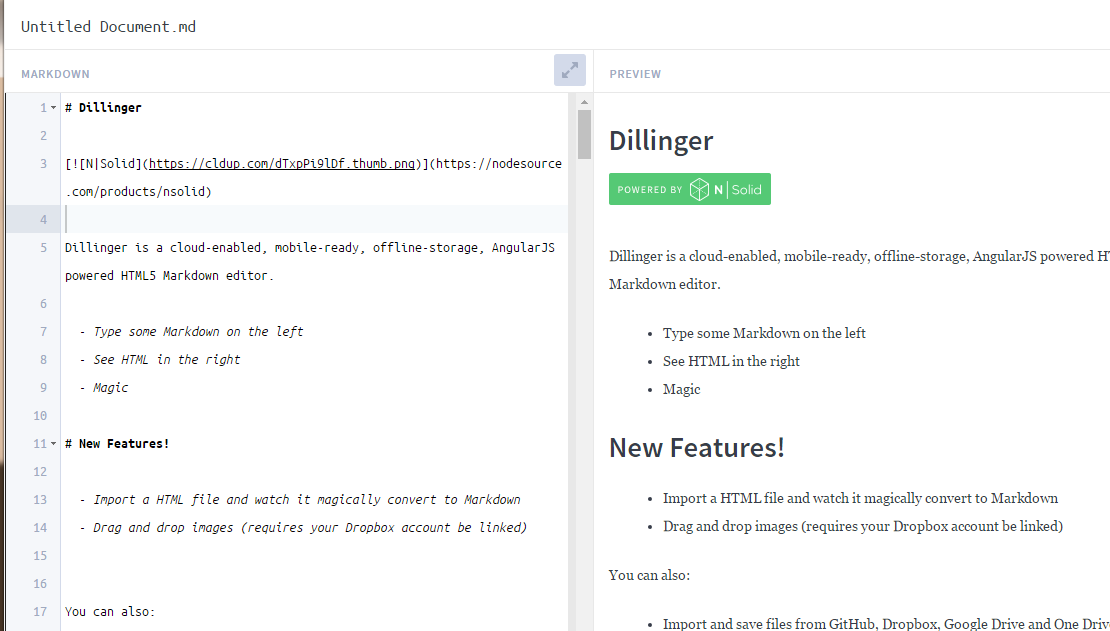 Untitled Document.md
MARKDOWN
1 # Dillinger
2
3 [![N|Solid](https://cldup.com/dTxpPi9lDf.thumb.png)](https://nodesource
.com/products/nsolid)
4
5 Dillinger is a cloud-enabled, mobile-ready, offline-storage, AngularJS
powered HTML5 Markdown editor.
6
7 - Type some Markdown on the left
8 - See HTML in the right
9 - Magic
10
11 # New Features!
12
13 - Import a HTML file and watch it magically convert to Markdown
14 - Drag and drop images (requires your Dropbox account be linked)
15
16
17 You can also:
PREVIEW
Dillinger
POWERED BY N Solid
Dillinger is a cloud-enabled, mobile-ready, offline-storage, AngularJS powered
Markdown editor.
• Type some Markdown on the left
• See HTML in the right
• Magic
New Features!
• Import a HTML file and watch it magically convert to Markdown
• Drag and drop images (requires your Dropbox account be linked)
You can also:
• Import and save files from GitHub, Dropbox, Google Drive and One